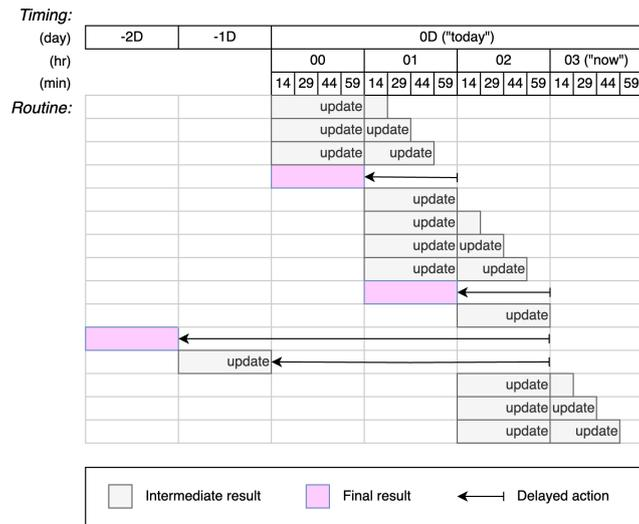 Timing:
(day) -2D -1D 0D ("today")
(hr) 00 01 02 03 ("now")
(min) 14 29 44 59 14 29 44 59 14 29 44 59 14 29 44 59
Routine: update
update update
update update
update
update
update update
update update
update
update
update
update update
update update
Intermediate result Final result Delayed action